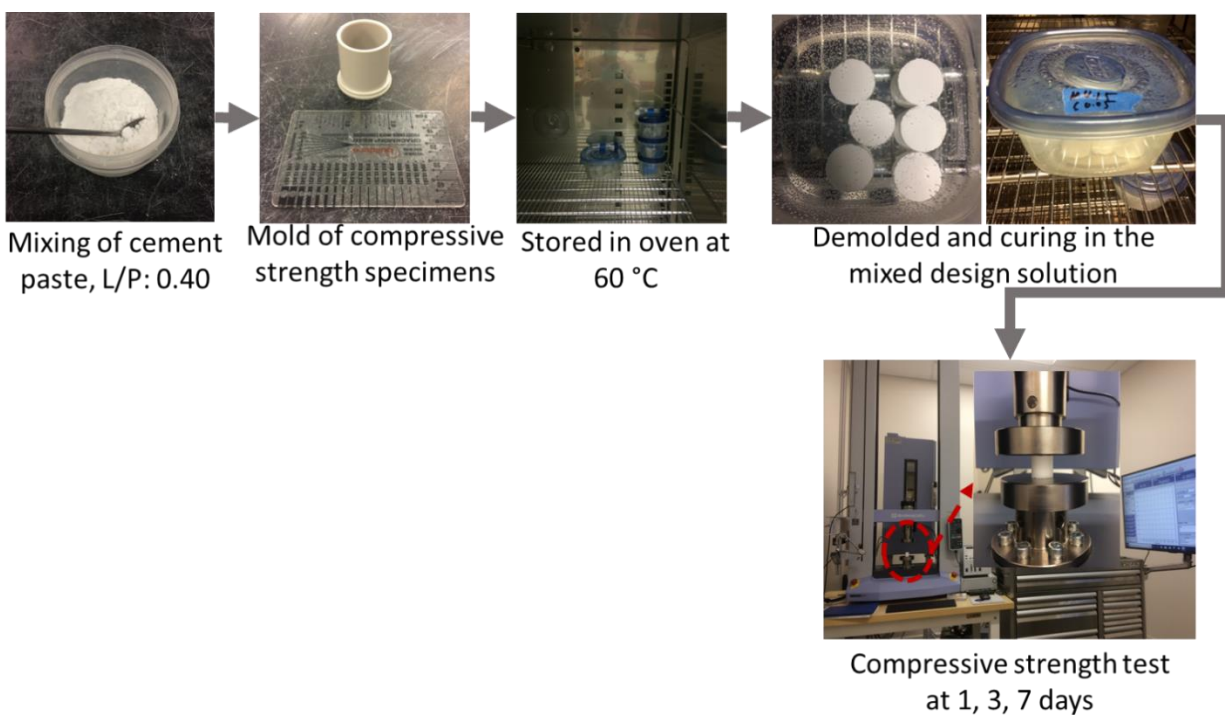 Mixing of cement
paste, L/P: 0.40
Mold of compressive
strength specimens
Stored in oven at
60 °C
Demolded and curing in the
mixed design solution
Compressive strength test
at 1, 3, 7 days